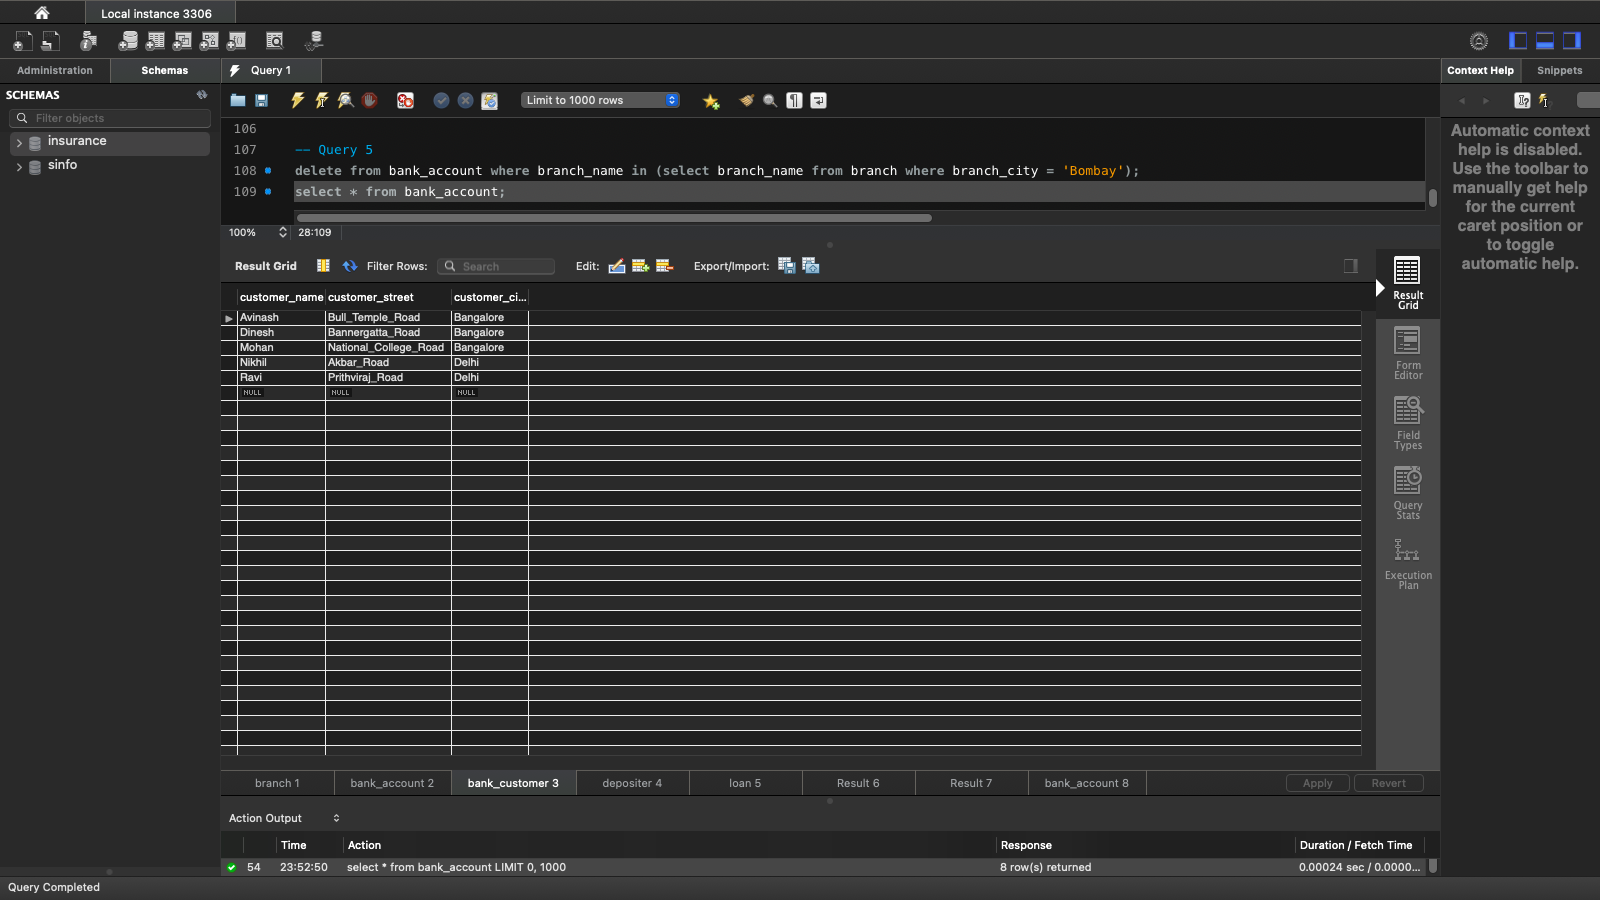 Local instance 3306
Administration
Schemas
Query 1
Context Help
Snippets
SCHEMAS
Filter objects
insurance
sinfo
Limit to 1000 rows
106
107 -- Query 5
108 delete from bank_account where branch_name in (select branch_name from branch where branch_city = 'Bombay');
109 select * from bank_account;
100% 28:109
Automatic context
help is disabled.
Use the toolbar to
manually get help
for the current
caret position or
to toggle
automatic help.
Result Grid Filter Rows: Search Edit: Export/Import:
customer_name customer_street customer_ci...
Avinash Bull_Temple_Road Bangalore
Dinesh Bannergatta_Road Bangalore
Mohan National_College_Road Bangalore
Nikhil Akbar_Road Delhi
Ravi Prithviraj_Road Delhi
NULL NULL NULL
Result
Grid
Form
Editor
Field
Types
Query
Stats
Execution
Plan
branch 1 bank_account 2 bank_customer 3 depositer 4 loan 5 Result 6 Result 7 bank_account 8 Apply Revert
Action Output
Time Action Response Duration / Fetch Time
54 23:52:50 select * from bank_account LIMIT 0, 1000 8 row(s) returned 0.00024 sec / 0.0000...
Query Completed